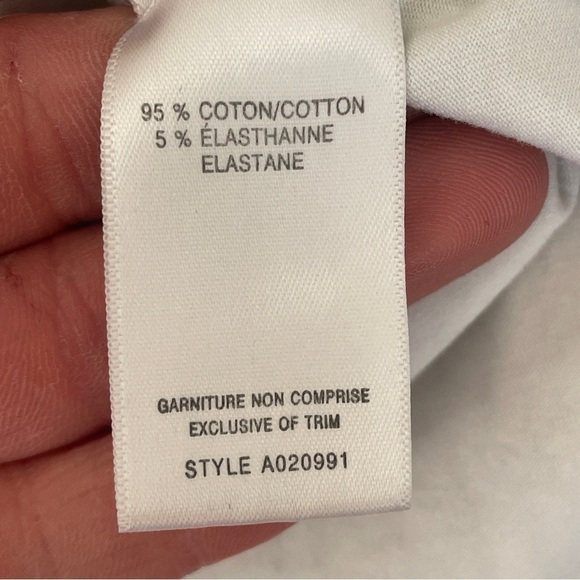 95 % COTON/COTTON
5 % ÉLASTHANNE
ELASTANE
GARNITURE NON COMPRISE
EXCLUSIVE OF TRIM
STYLE A020991